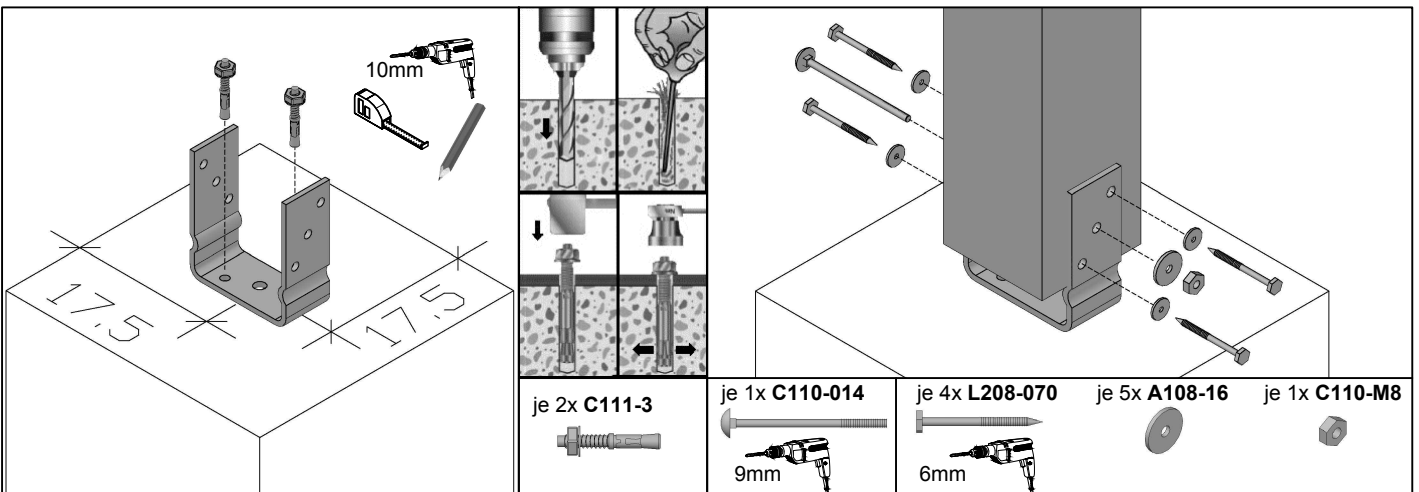 10mm
17.5
17.5
je 2x C111-3
je 1x C110-014
9mm
je 4x L208-070
6mm
je 5x A108-16
je 1x C110-M8